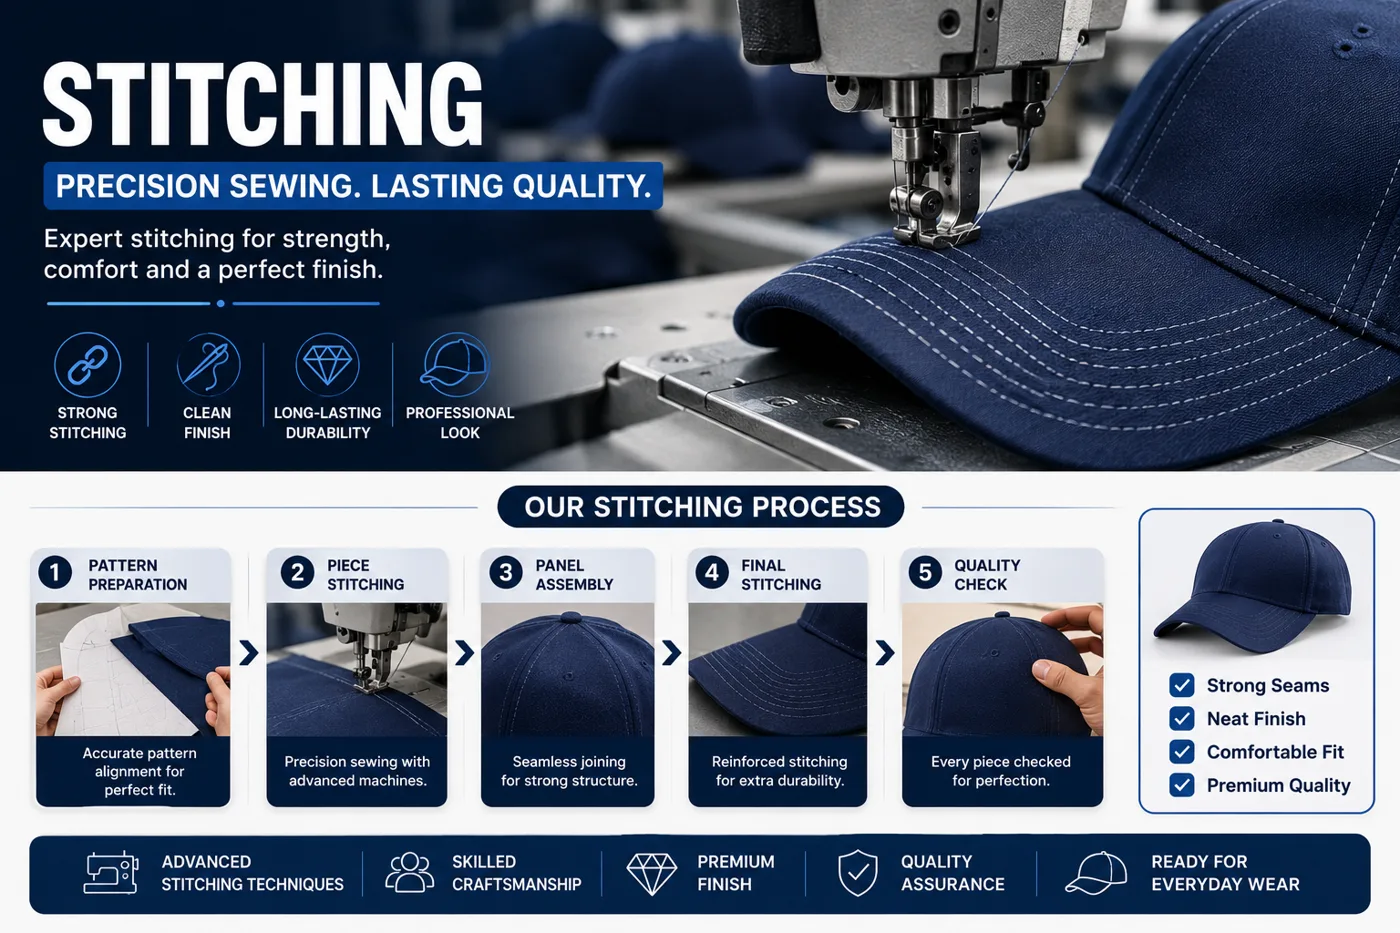 STITCHING
PRECISION SEWING. LASTING QUALITY.
Expert stitching for strength,
comfort and a perfect finish.
STRONG
STITCHING
CLEAN
FINISH
LONG-LASTING
DURABILITY
PROFESSIONAL
LOOK
OUR STITCHING PROCESS
1 PATTERN
PREPARATION
Accurate pattern
alignment for
perfect fit.
2 PIECE
STITCHING
Precision sewing with
advanced machines.
3 PANEL
ASSEMBLY
Seamless joining
for strong structure.
4 FINAL
STITCHING
Reinforced stitching
for extra durability.
5 QUALITY
CHECK
Every piece checked
for perfection.
Strong Seams
Neat Finish
Comfortable Fit
Premium Quality
ADVANCED
STITCHING TECHNIQUES
SKILLED
CRAFTSMANSHIP
PREMIUM
FINISH
QUALITY
ASSURANCE
READY FOR
EVERYDAY WEAR